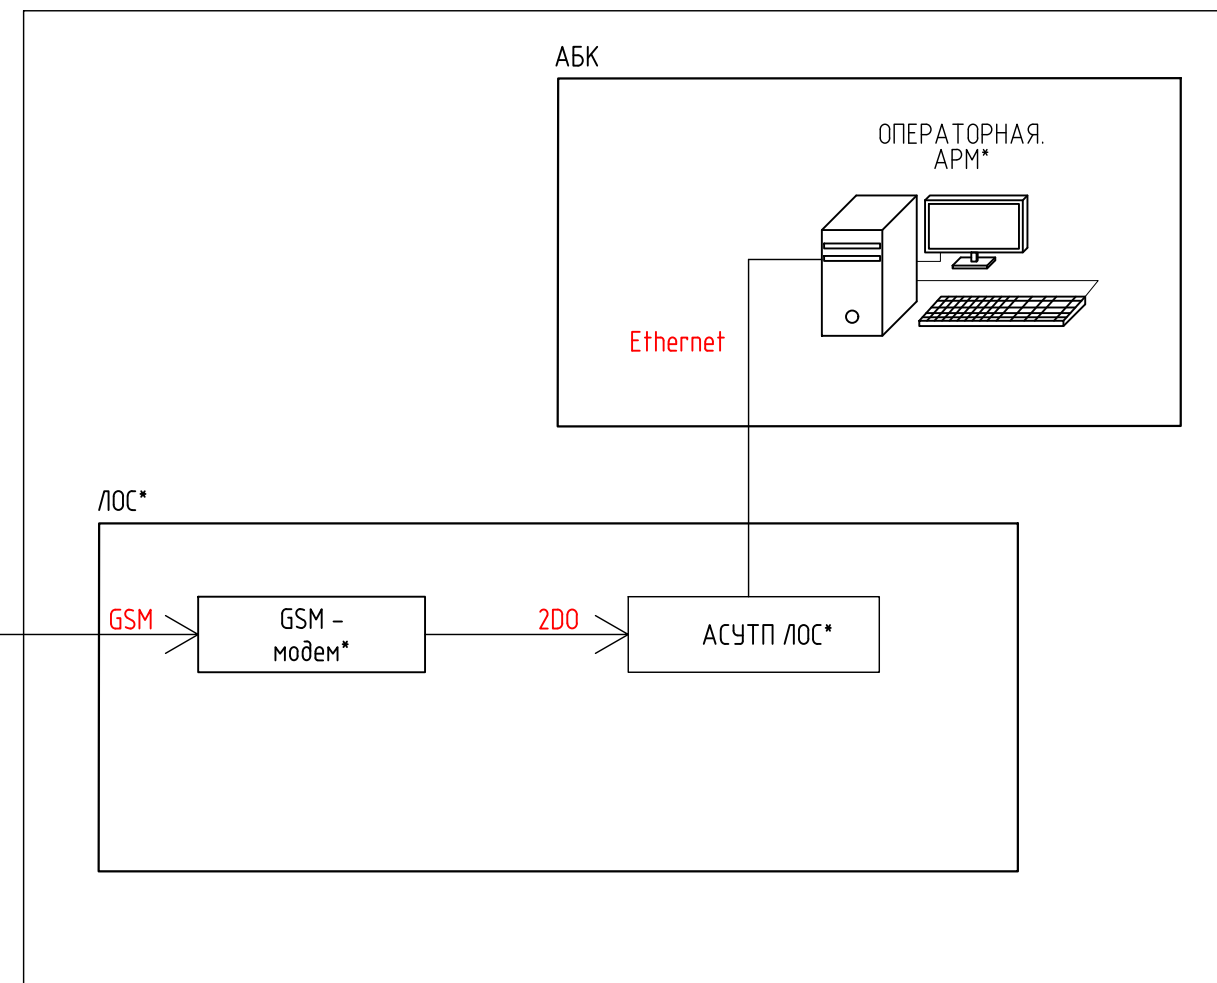 АБК
ОПЕРАТОРНАЯ.
АРМ*
Ethernet
ЛОС*
GSM
GSM –
модем*
2DO
АСУТП ЛОС*